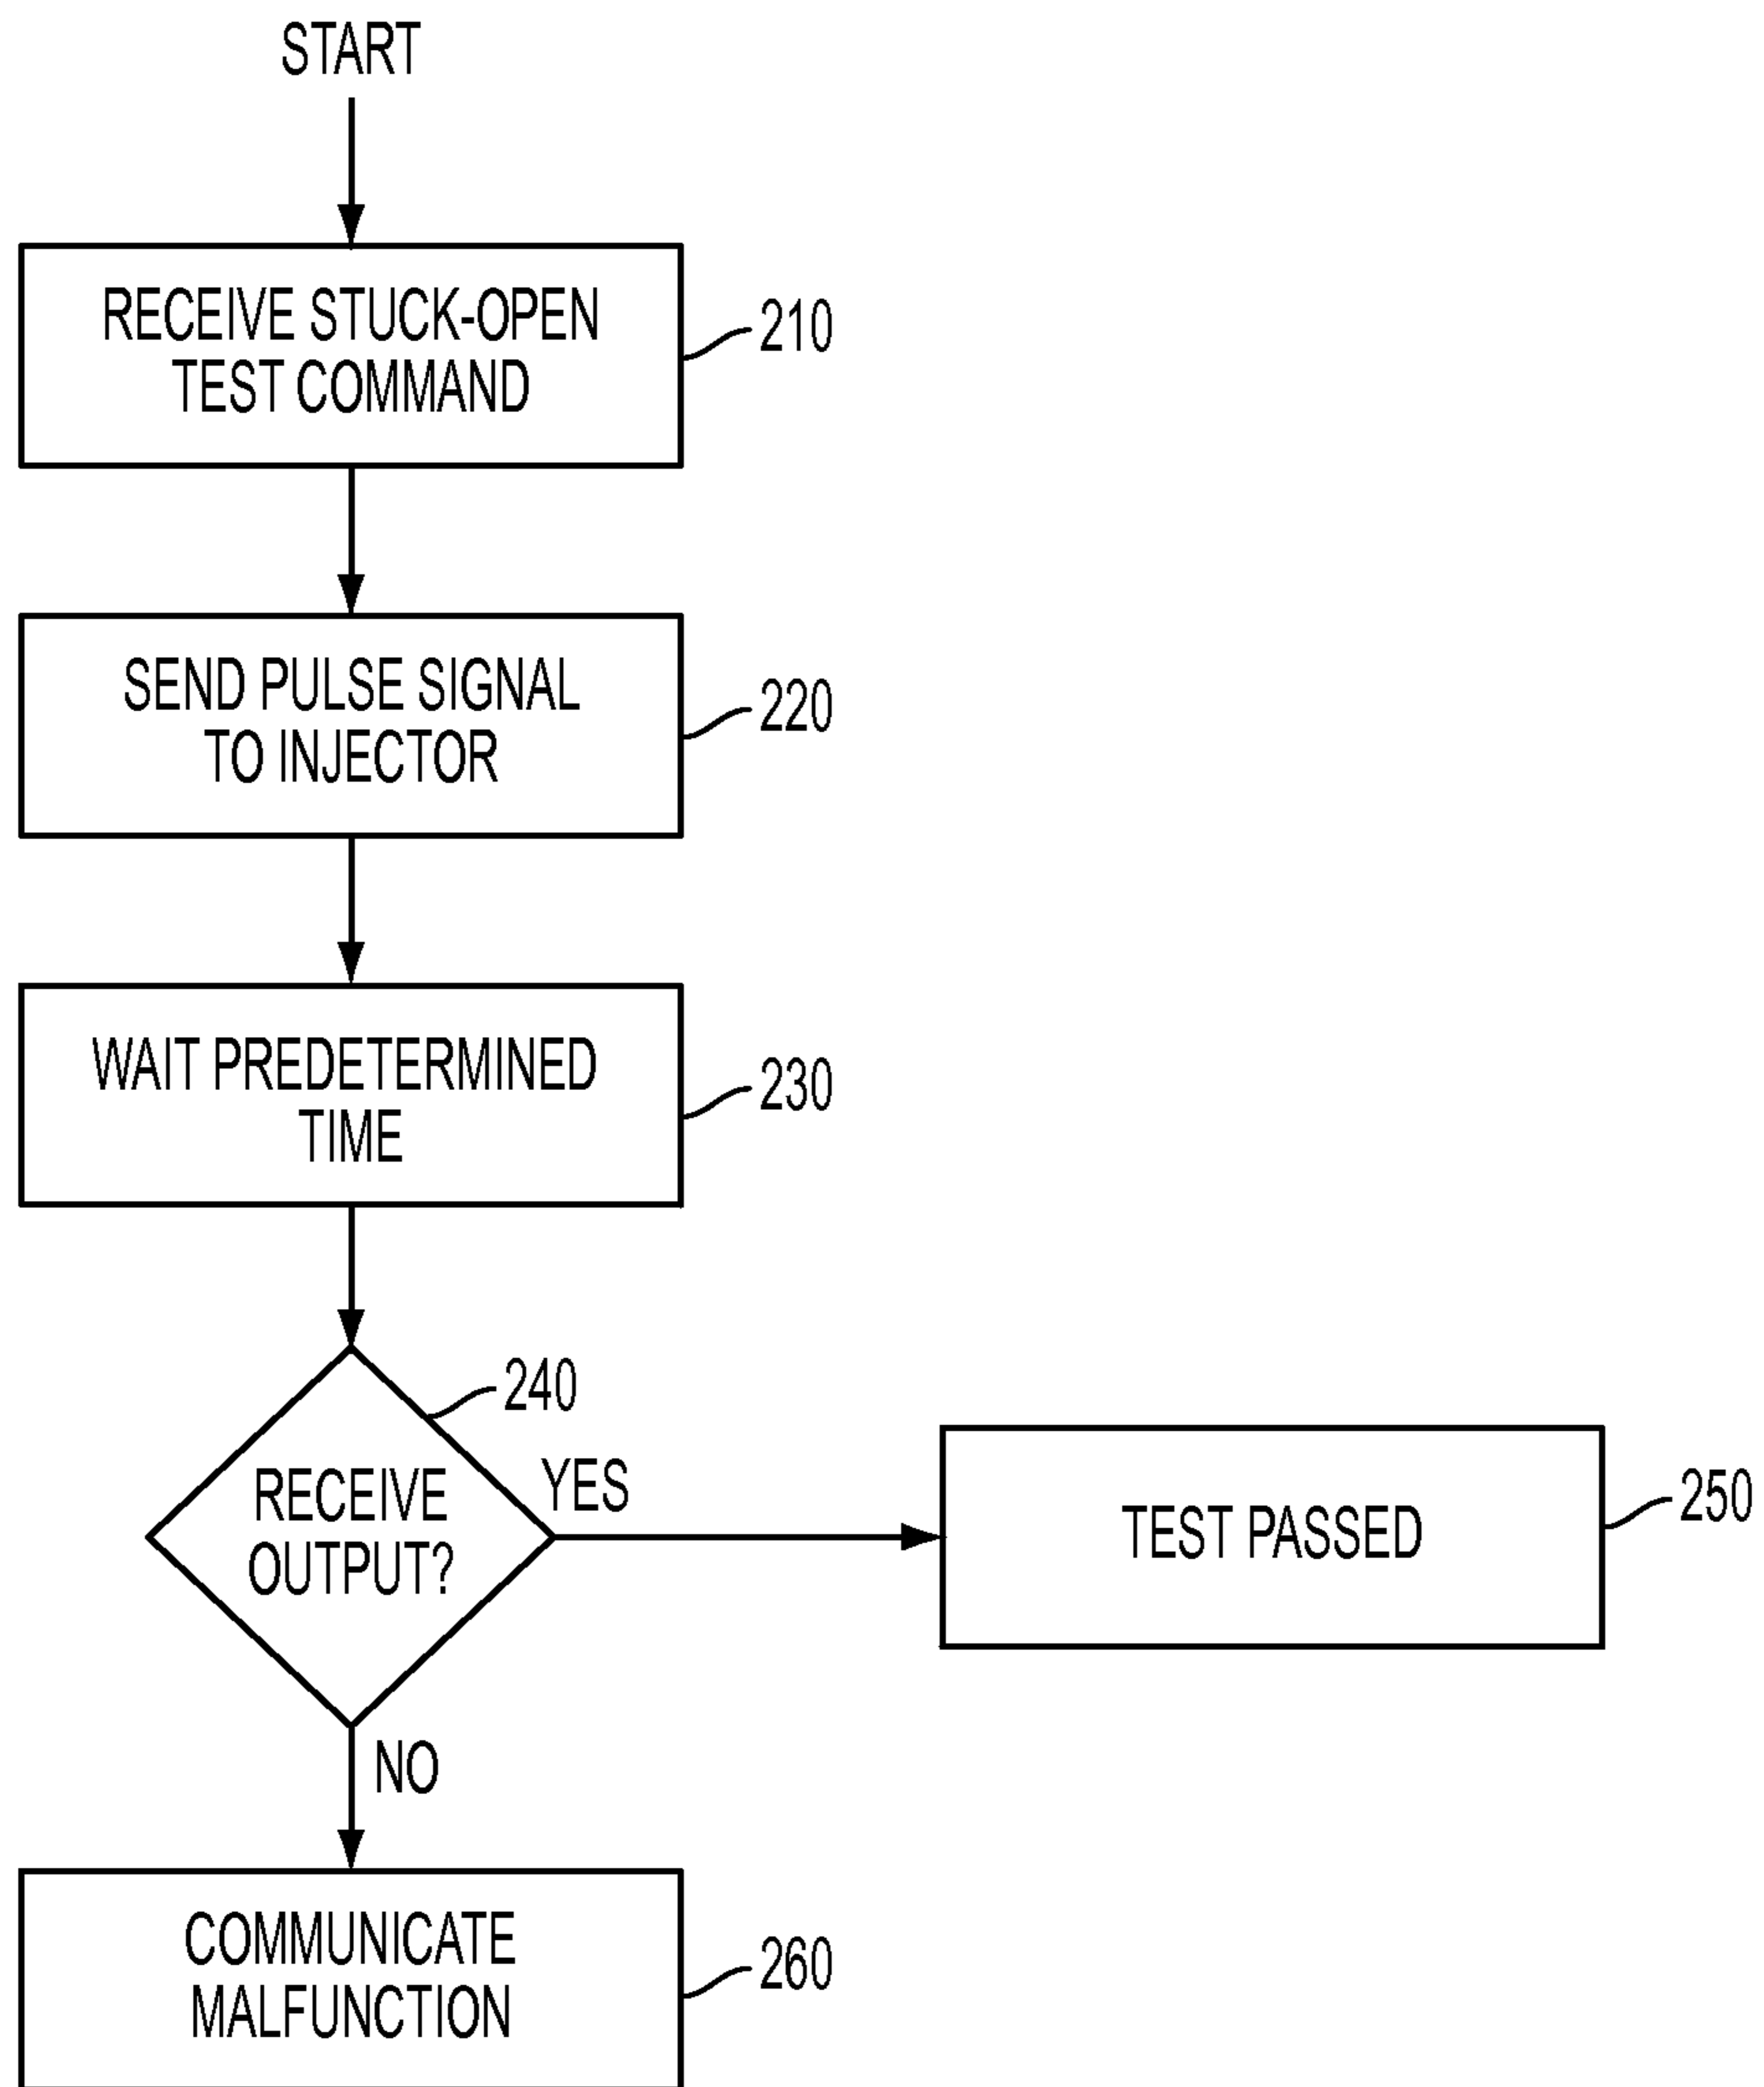 START
RECEIVE STUCK-OPEN
TEST COMMAND
210
SEND PULSE SIGNAL
TO INJECTOR
220
WAIT PREDETERMINED
TIME
230
240
RECEIVE
OUTPUT?
YES
TEST PASSED
250
NO
COMMUNICATE
MALFUNCTION
260